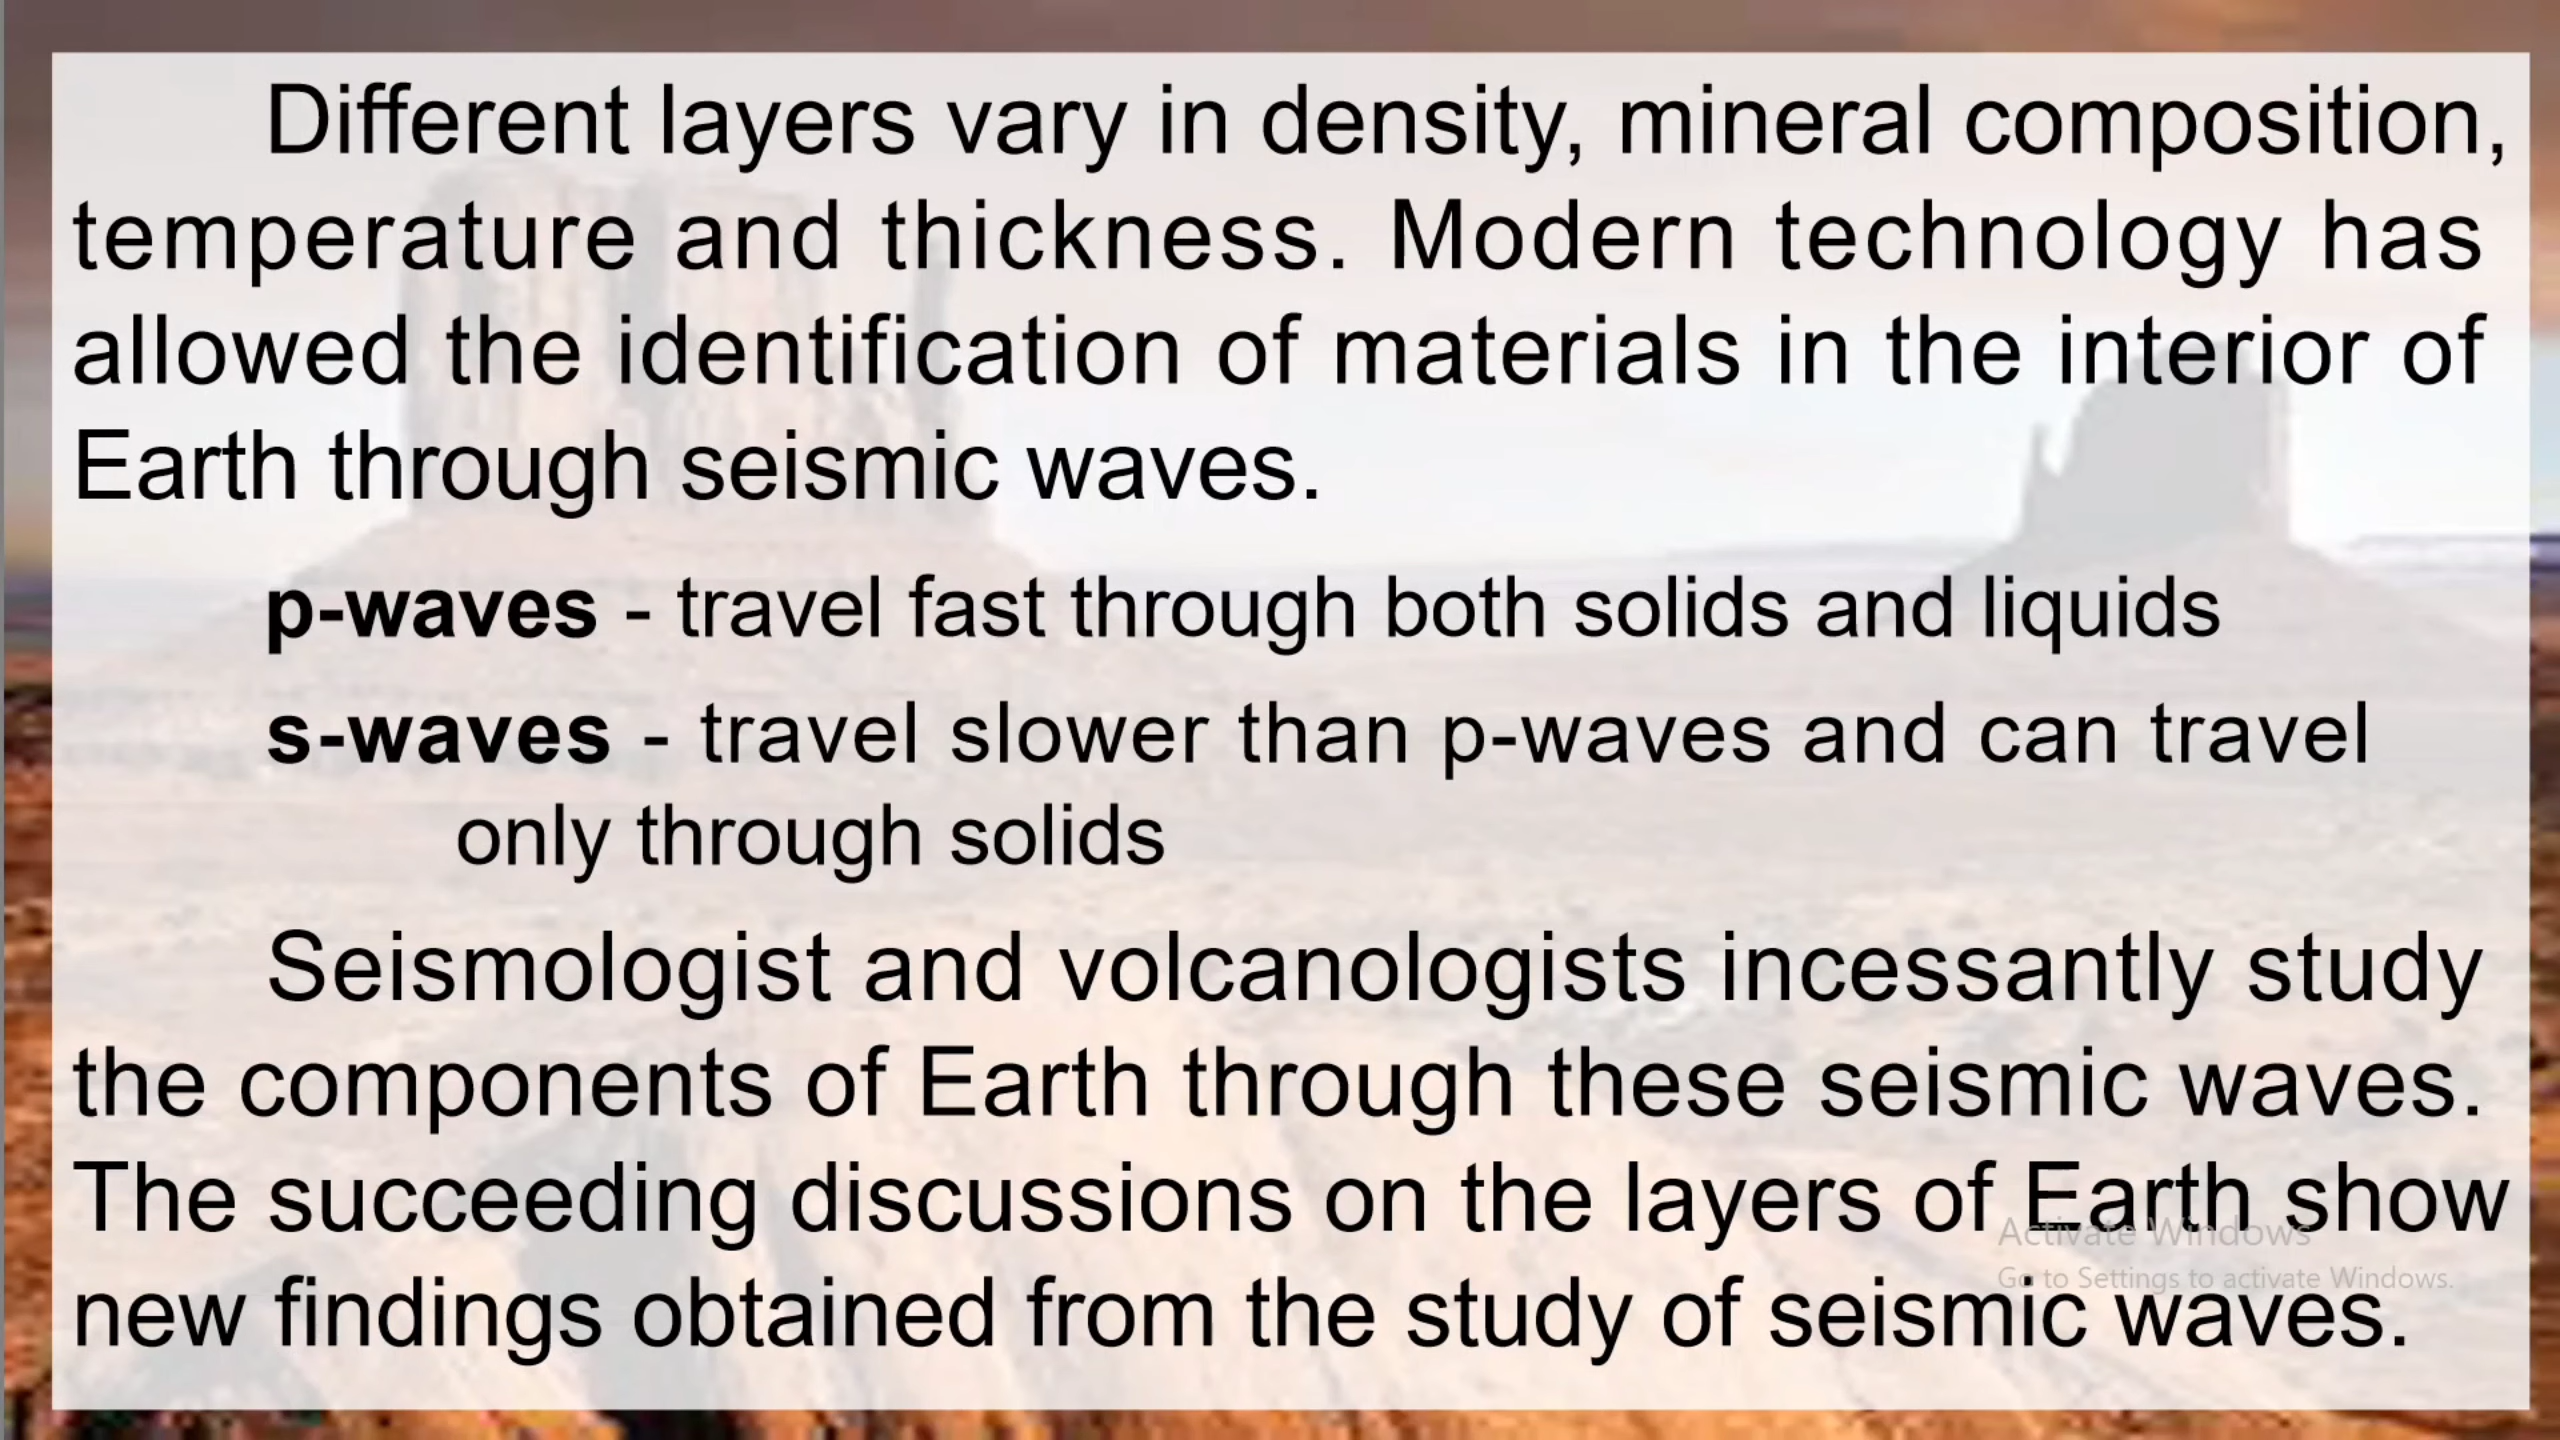 Different layers vary in density, mineral composition,
temperature and thickness. Modern technology has
allowed the identification of materials in the interior of
Earth through seismic waves.
p-waves - travel fast through both solids and liquids
s-waves - travel slower than p-waves and can travel
only through solids
Seismologist and volcanologists incessantly study
the components of Earth through these seismic waves.
The succeeding discussions on the layers of Earth show
new findings obtained from the study of seismic waves.
Activate Windows
Go to Settings to activate Windows.